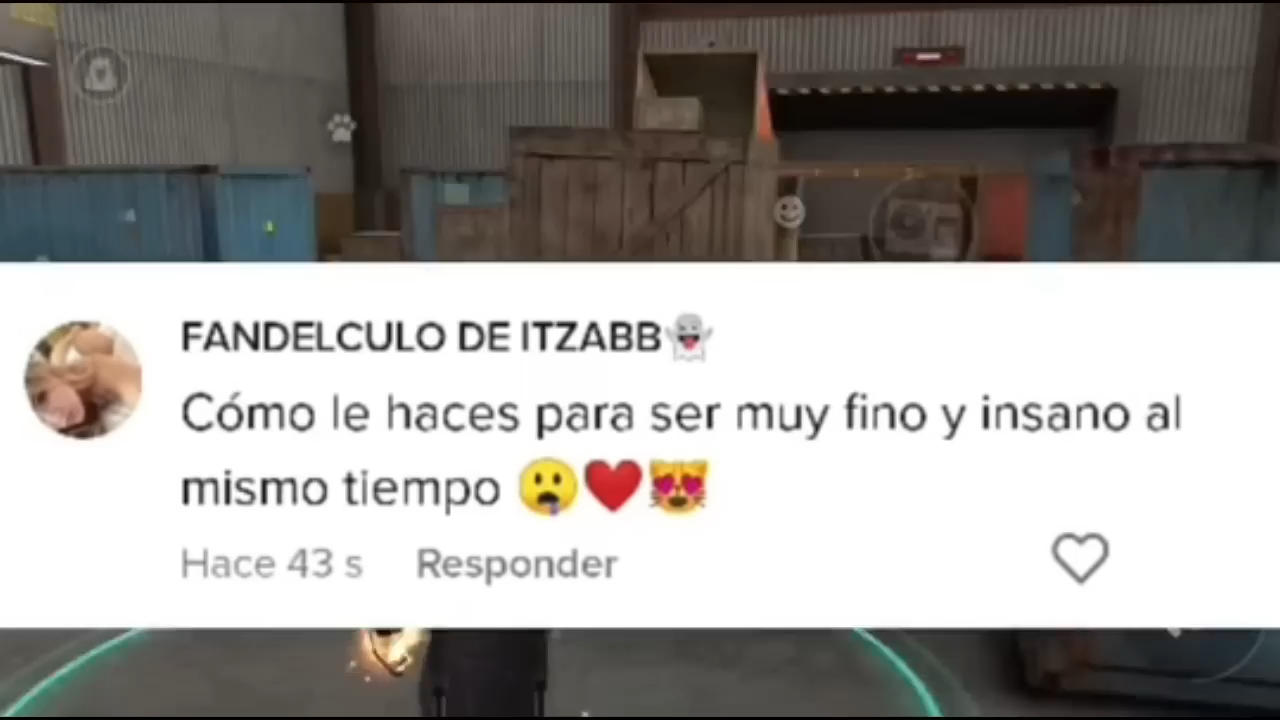 FANDELCULO DE ITZABB👻
Cómo le haces para ser muy fino y insano al
mismo tiempo 😲❤️😻
Hace 43 s Responder